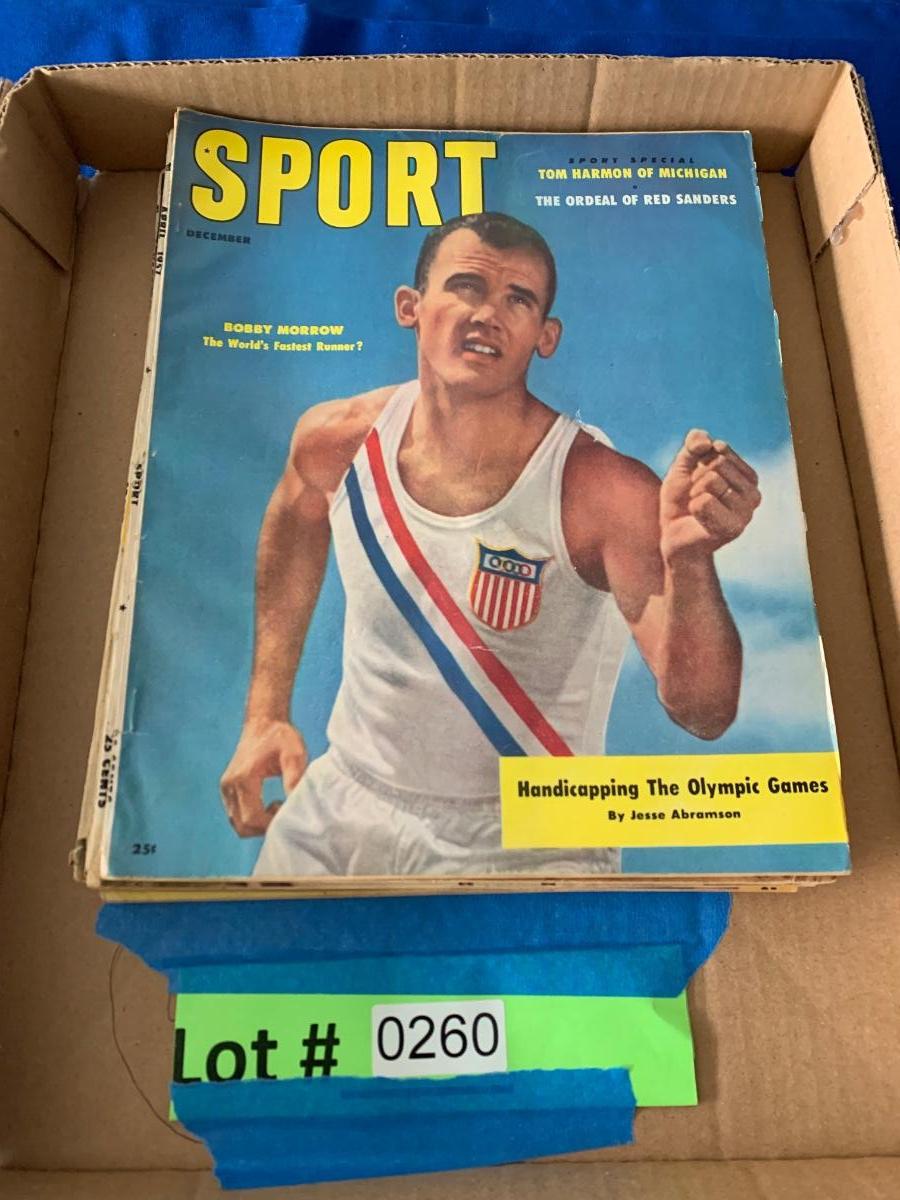 SPORT
SPORT SPECIAL
TOM HARMON OF MICHIGAN
THE ORDEAL OF RED SANDERS
DECEMBER
BOBBY MORROW
The World's Fastest Runner?
Handicapping The Olympic Games
By Jesse Abramson
25¢
APRIL 1957
SPORT
25 CENTS
Lot # 0260